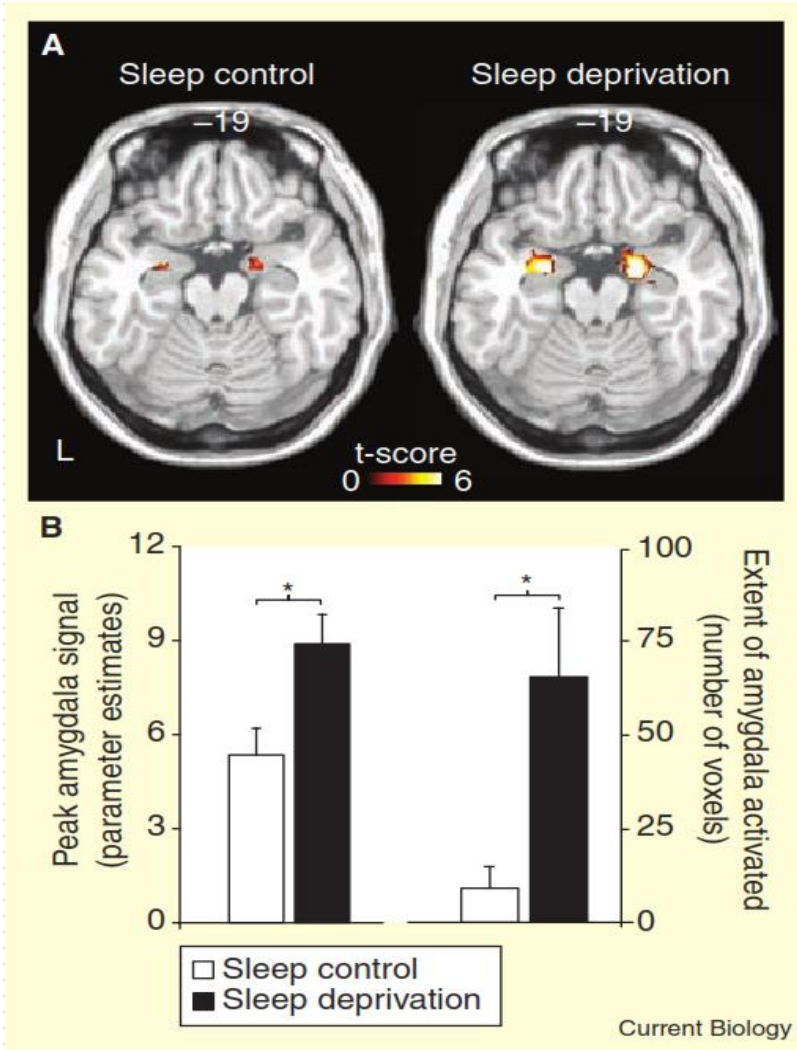 A
Sleep control
Sleep deprivation
–19
–19
L
t-score
0
6
B
Peak amygdala signal
(parameter estimates)
12
9
6
3
0
*
*
100
75
50
25
0
Extent of amygdala activated
(number of voxels)
Sleep control
Sleep deprivation
Current Biology